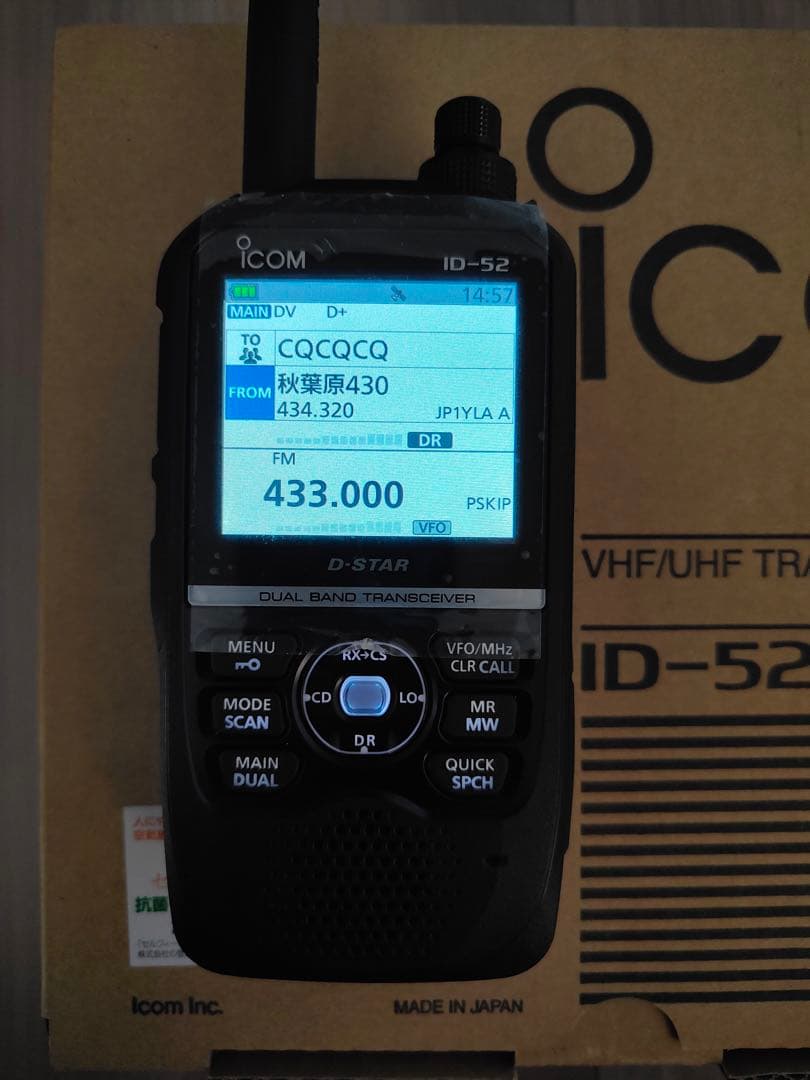 ICOM
ID-52
14:57
MAIN DV D+
TO CQCQCQ
FROM 秋葉原430
434.320 JP1YLA A
DR
FM
433.000 PSKIP
VFO
D-STAR
DUAL BAND TRANSCEIVER
MENU
RX→CS
VFO/MHz
CLR CALL
MODE
SCAN
CD
LO
MR
MW
DR
MAIN
DUAL
QUICK
SPCH
ICO
VHF/UHF TRA
ID-52
抗菌
Icom Inc.
MADE IN JAPAN